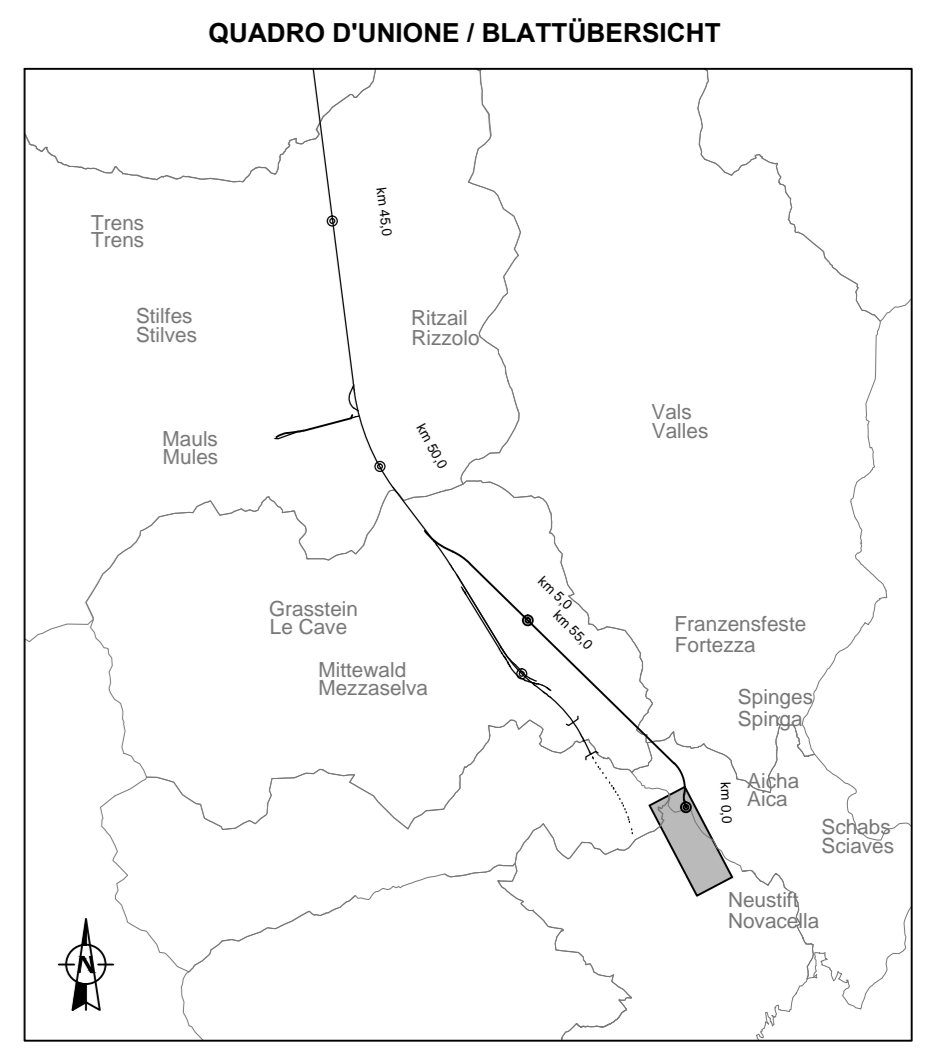 QUADRO D'UNIONE / BLATTÜBERSICHT
km 45,0
Trens
Trens
Stilfes
Stilves
Ritzail
Rizzolo
Vals
Valles
Mauls
Mules
km 50,0
km 5,0
km 55,0
Grasstein
Le Cave
Franzensfeste
Fortezza
Mittewald
Mezzaselva
Spinges
Spinga
Aicha
Aica
km 0,0
Schabs
Sciaves
Neustift
Novacella
N